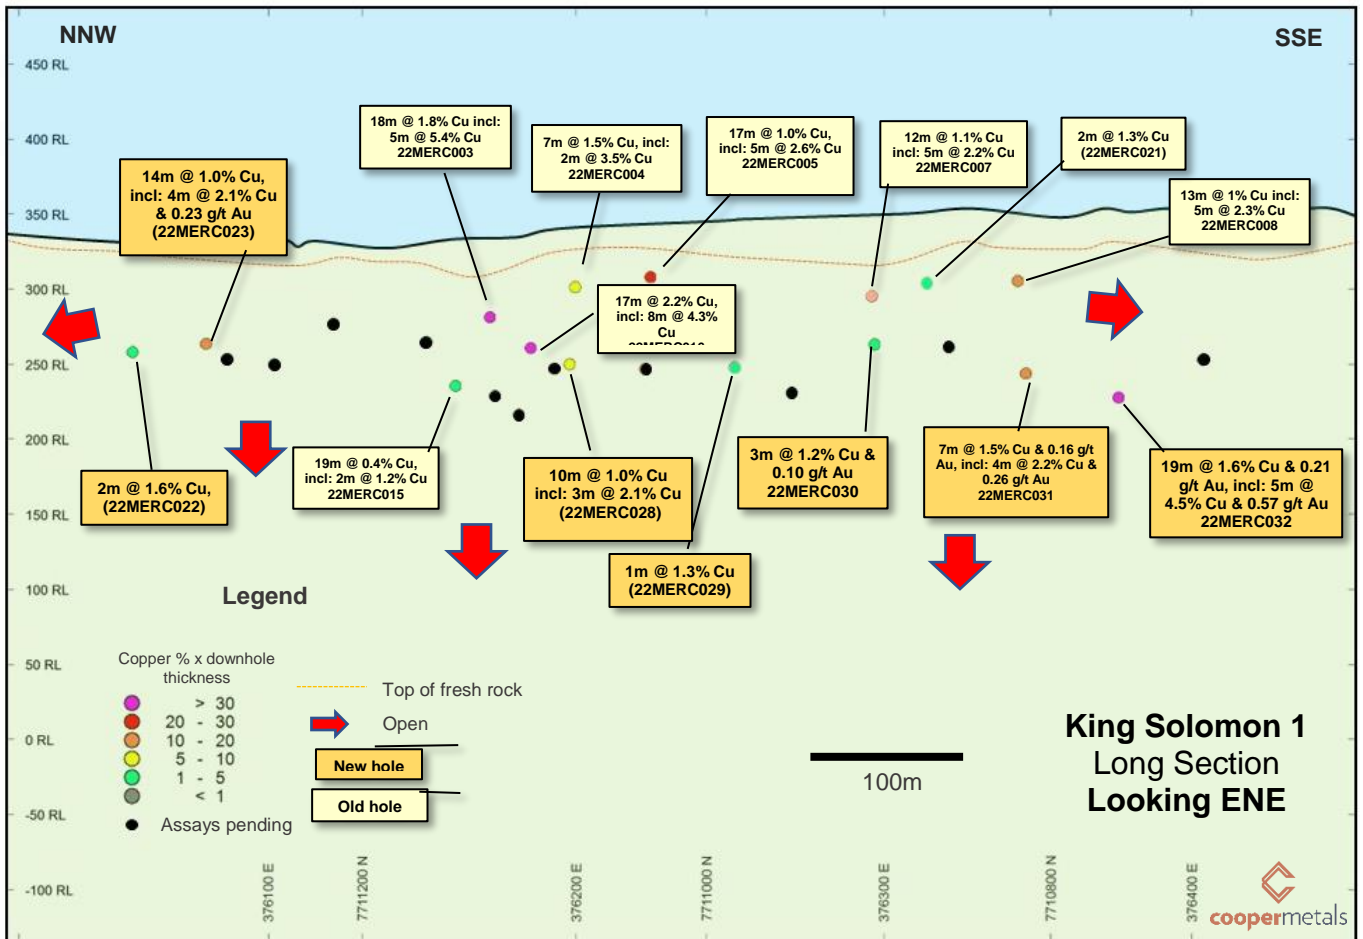 NNW
SSE
450 RL
400 RL
350 RL
300 RL
250 RL
200 RL
150 RL
100 RL
50 RL
0 RL
-50 RL
-100 RL
14m @ 1.0% Cu,
incl: 4m @ 2.1% Cu
& 0.23 g/t Au
(22MERC023)
18m @ 1.8% Cu incl:
5m @ 5.4% Cu
22MERC003
7m @ 1.5% Cu, incl:
2m @ 3.5% Cu
22MERC004
17m @ 1.0% Cu,
incl: 5m @ 2.6% Cu
22MERC005
12m @ 1.1% Cu
incl: 5m @ 2.2% Cu
22MERC007
2m @ 1.3% Cu
(22MERC021)
13m @ 1% Cu incl:
5m @ 2.3% Cu
22MERC008
17m @ 2.2% Cu,
incl: 8m @ 4.3%
Cu
2m @ 1.6% Cu,
(22MERC022)
19m @ 0.4% Cu,
incl: 2m @ 1.2% Cu
22MERC015
10m @ 1.0% Cu
incl: 3m @ 2.1% Cu
(22MERC028)
1m @ 1.3% Cu
(22MERC029)
3m @ 1.2% Cu &
0.10 g/t Au
22MERC030
7m @ 1.5% Cu & 0.16 g/t
Au, incl: 4m @ 2.2% Cu &
0.26 g/t Au
22MERC031
19m @ 1.6% Cu & 0.21
g/t Au, incl: 5m @
4.5% Cu & 0.57 g/t Au
22MERC032
Legend
Copper % x downhole
thickness
> 30
20 - 30
10 - 20
5 - 10
1 - 5
< 1
Assays pending
Top of fresh rock
Open
New hole
Old hole
100m
King Solomon 1
Long Section
Looking ENE
376100 E
7711200 N
376200 E
7711000 N
376300 E
7710800 N
376400 E
coopermetals